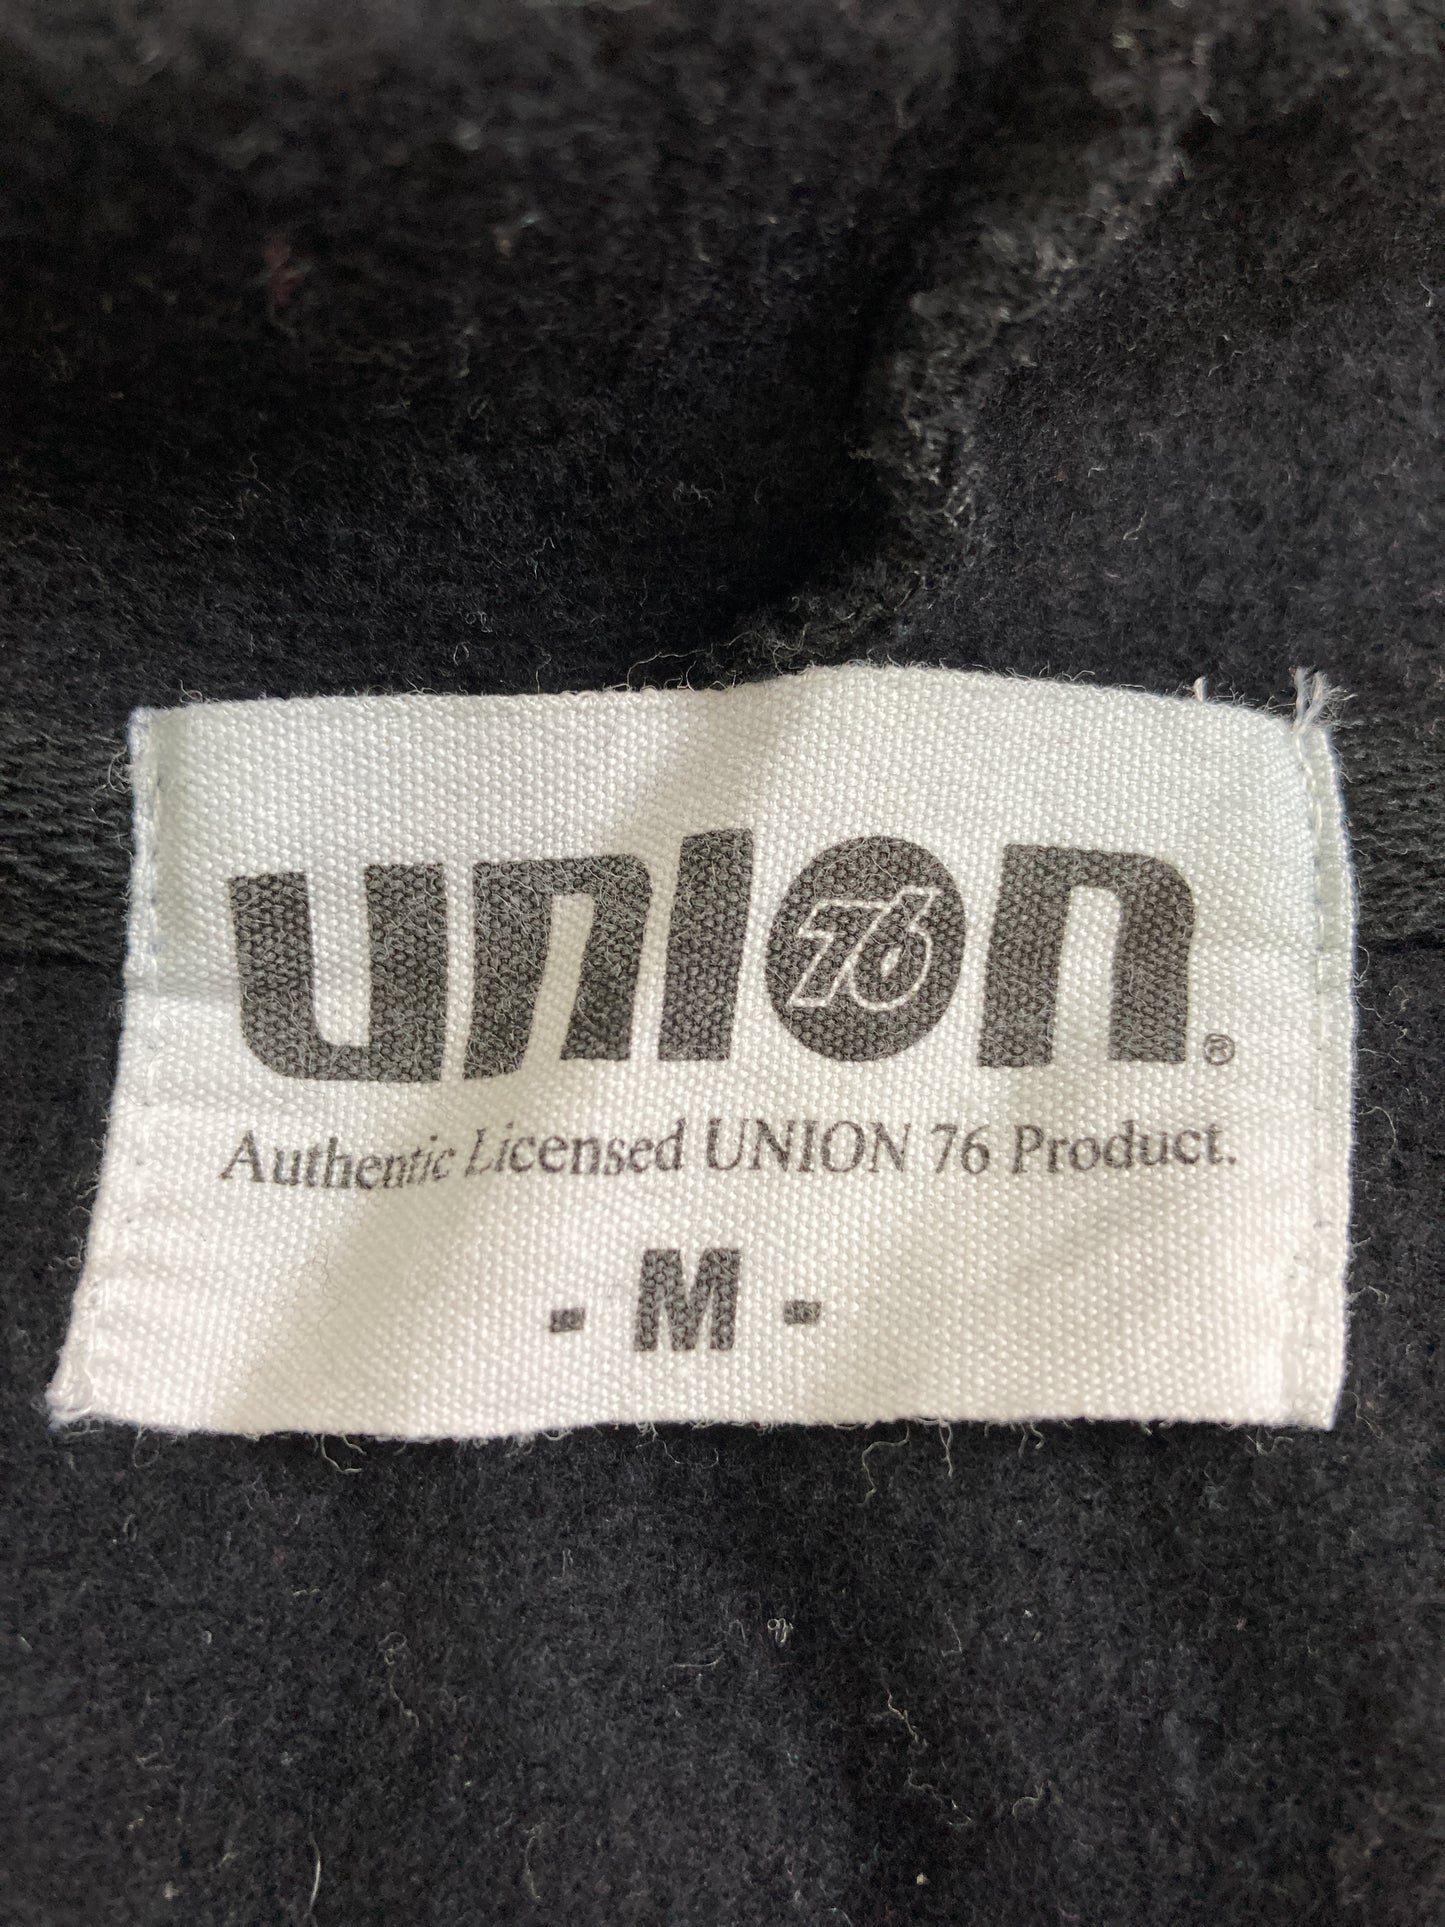 union 76 ®
Authentic Licensed UNION 76 Product.
- M -